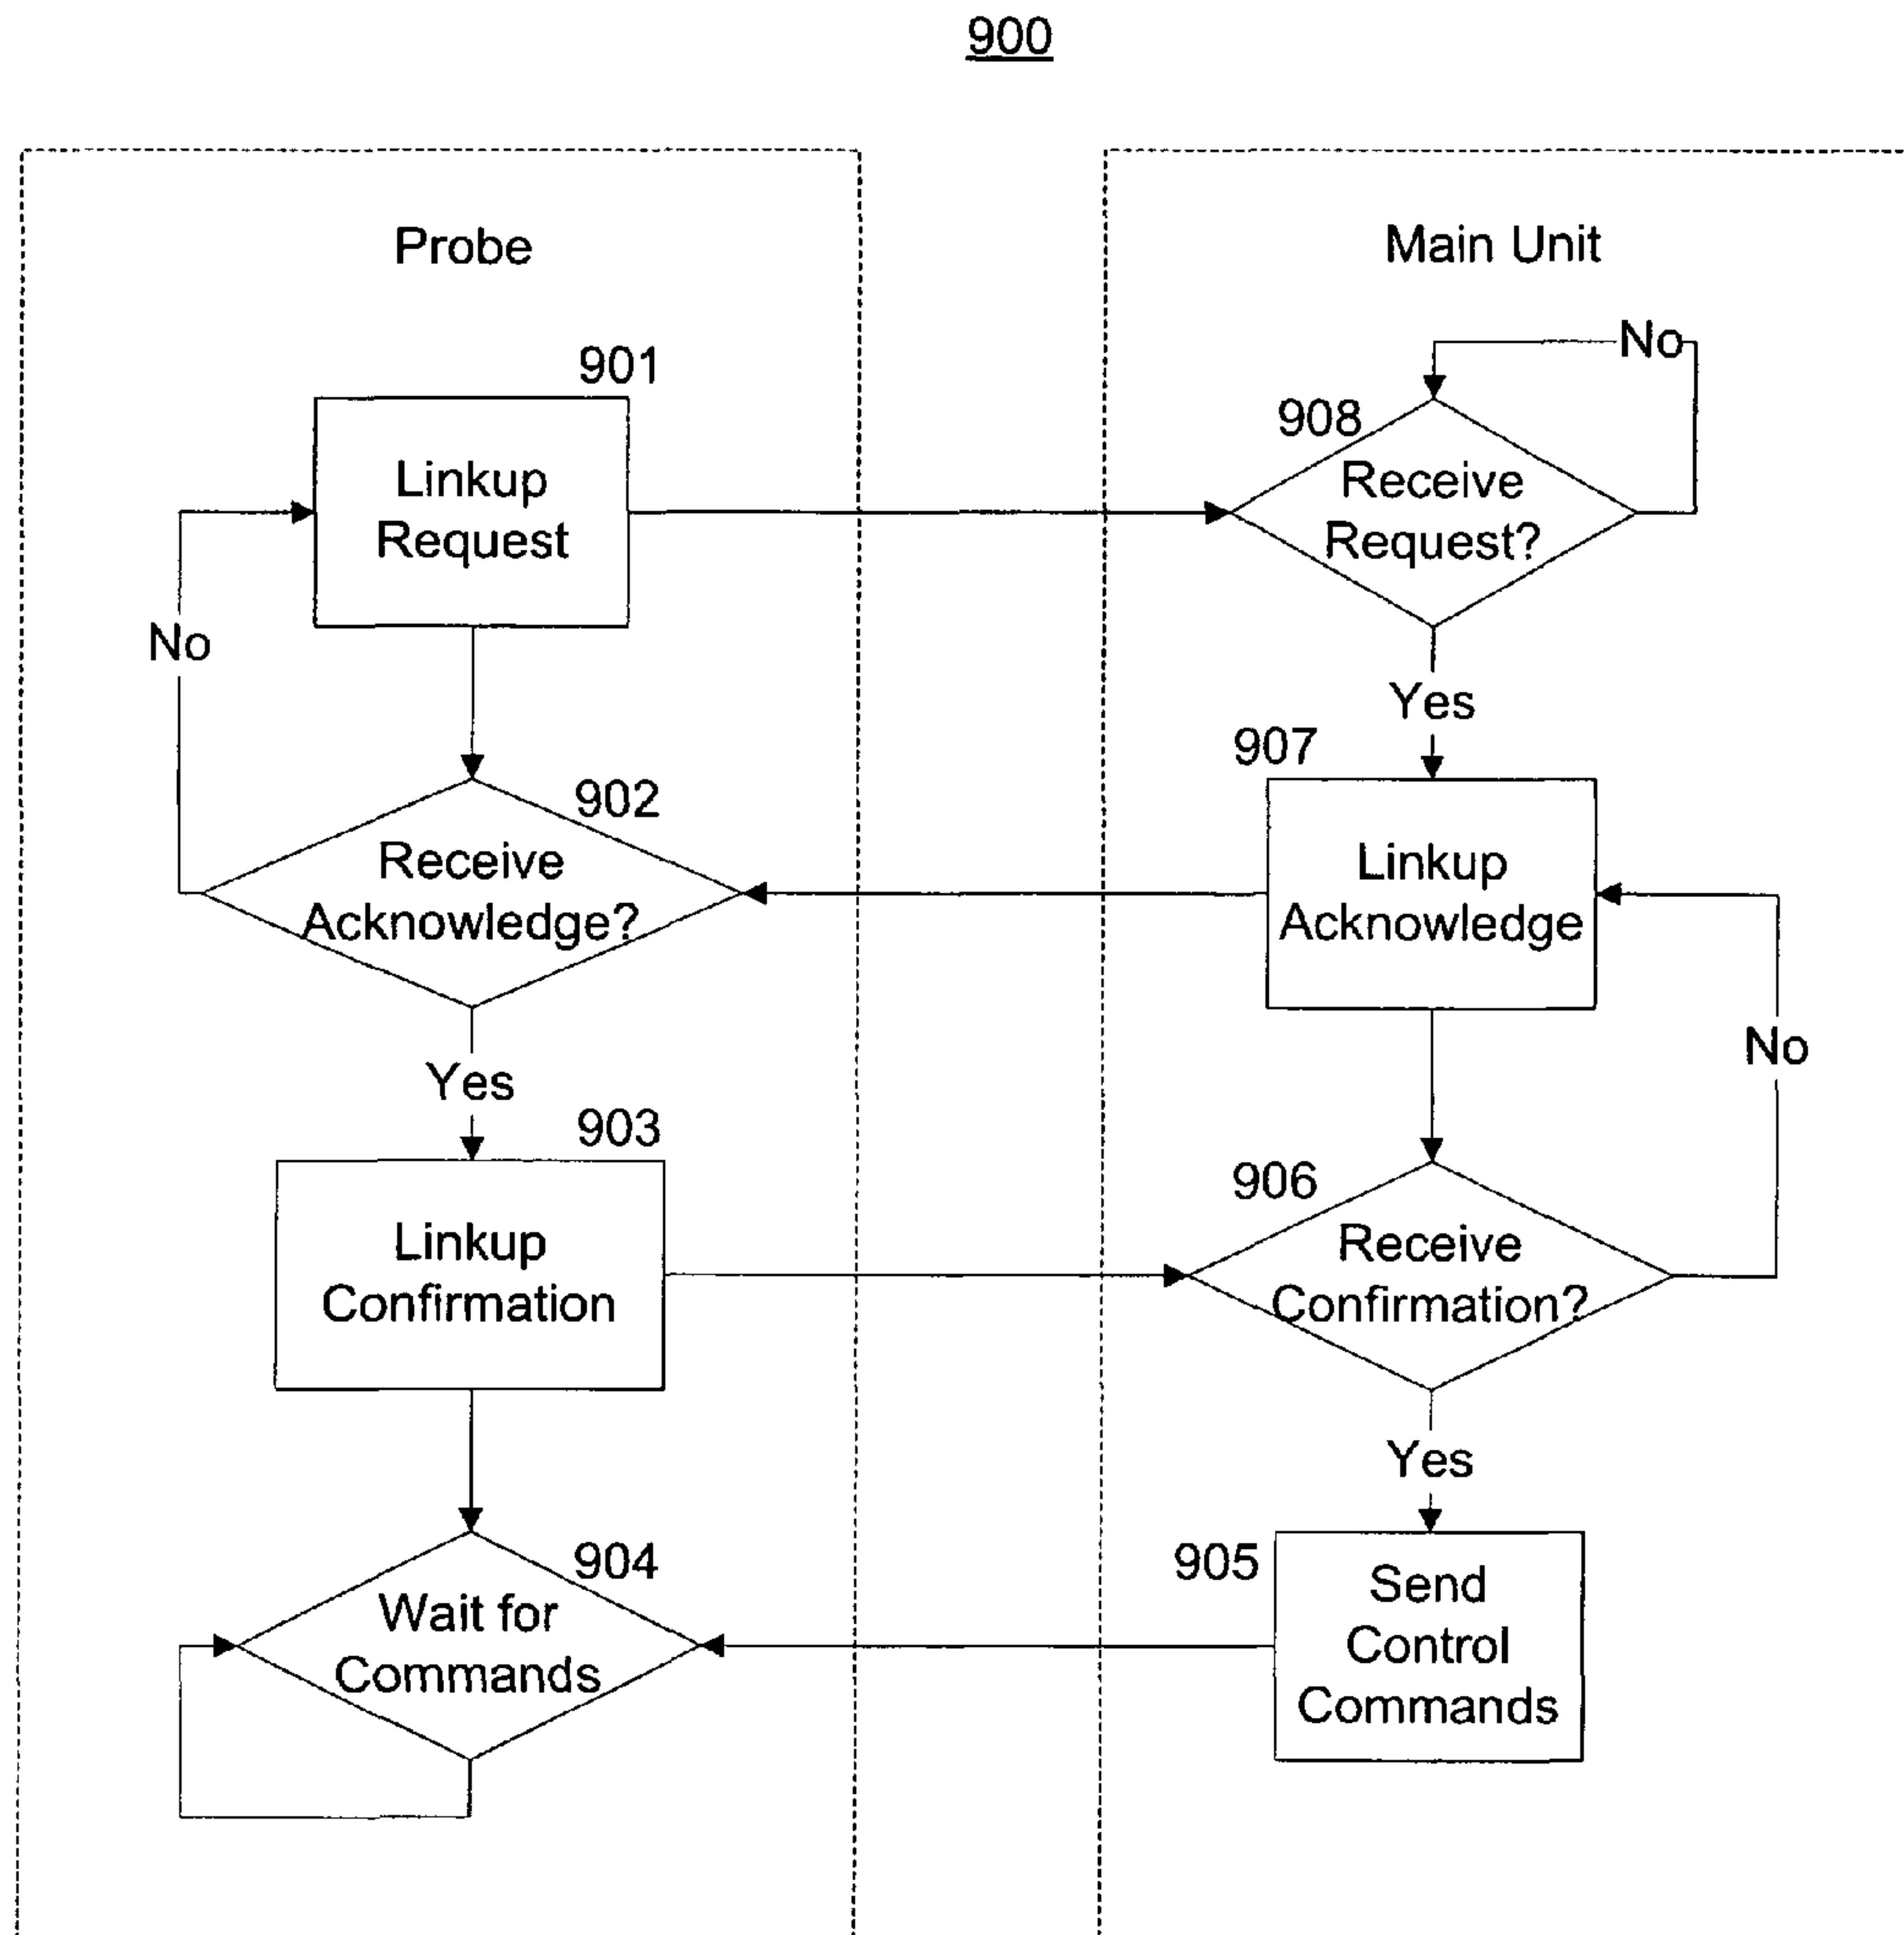 900
Probe
901
Linkup
Request
No
902
Receive
Acknowledge?
Yes
903
Linkup
Confirmation
904
Wait for
Commands
Main Unit
No
908
Receive
Request?
Yes
907
Linkup
Acknowledge
No
906
Receive
Confirmation?
Yes
905
Send
Control
Commands